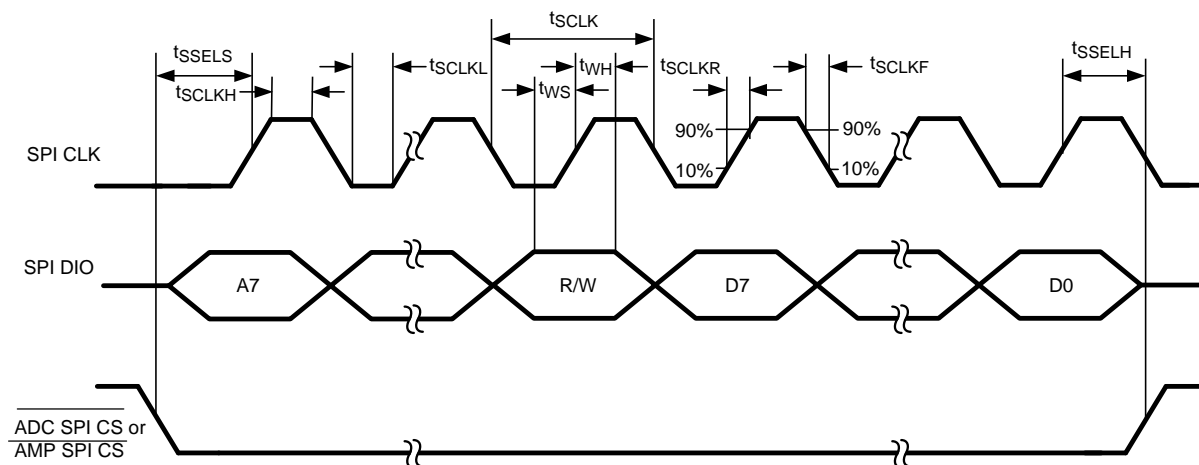 tSCLK
tSSELS
tSSELH
tSCLKL
tWH
tSCLKR
tSCLKF
tSCLKH
tWS
90%
90%
SPI CLK
10%
10%
SPI DIO
A7
R/W
D7
D0
ADC SPI CS or
AMP SPI CS